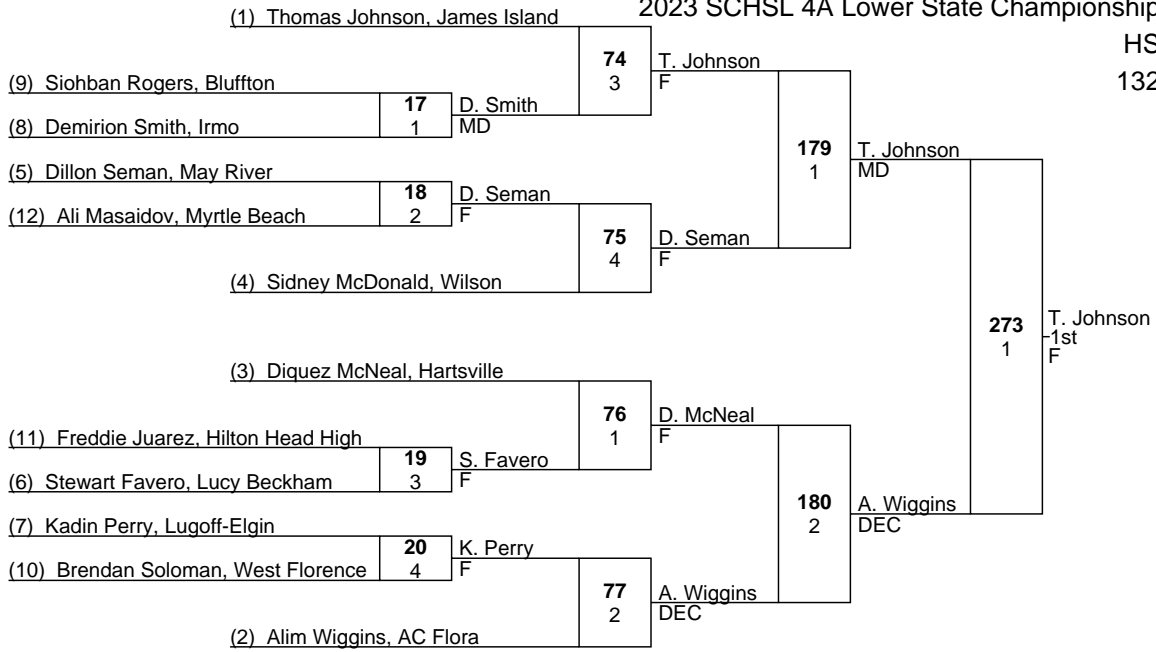 (1) Thomas Johnson, James Island
2023 SCHSL 4A Lower State Championship
HS
132
74
3
T. Johnson
F
(9) Siohban Rogers, Bluffton
17
1
D. Smith
MD
(8) Demirion Smith, Irmo
179
1
T. Johnson
MD
(5) Dillon Seman, May River
18
2
D. Seman
F
(12) Ali Masaidov, Myrtle Beach
75
4
D. Seman
F
(4) Sidney McDonald, Wilson
273
1
T. Johnson
1st
F
(3) Diquez McNeal, Hartsville
76
1
D. McNeal
F
(11) Freddie Juarez, Hilton Head High
19
3
S. Favero
F
(6) Stewart Favero, Lucy Beckham
180
2
A. Wiggins
DEC
(7) Kadin Perry, Lugoff-Elgin
20
4
K. Perry
F
(10) Brendan Soloman, West Florence
77
2
A. Wiggins
DEC
(2) Alim Wiggins, AC Flora